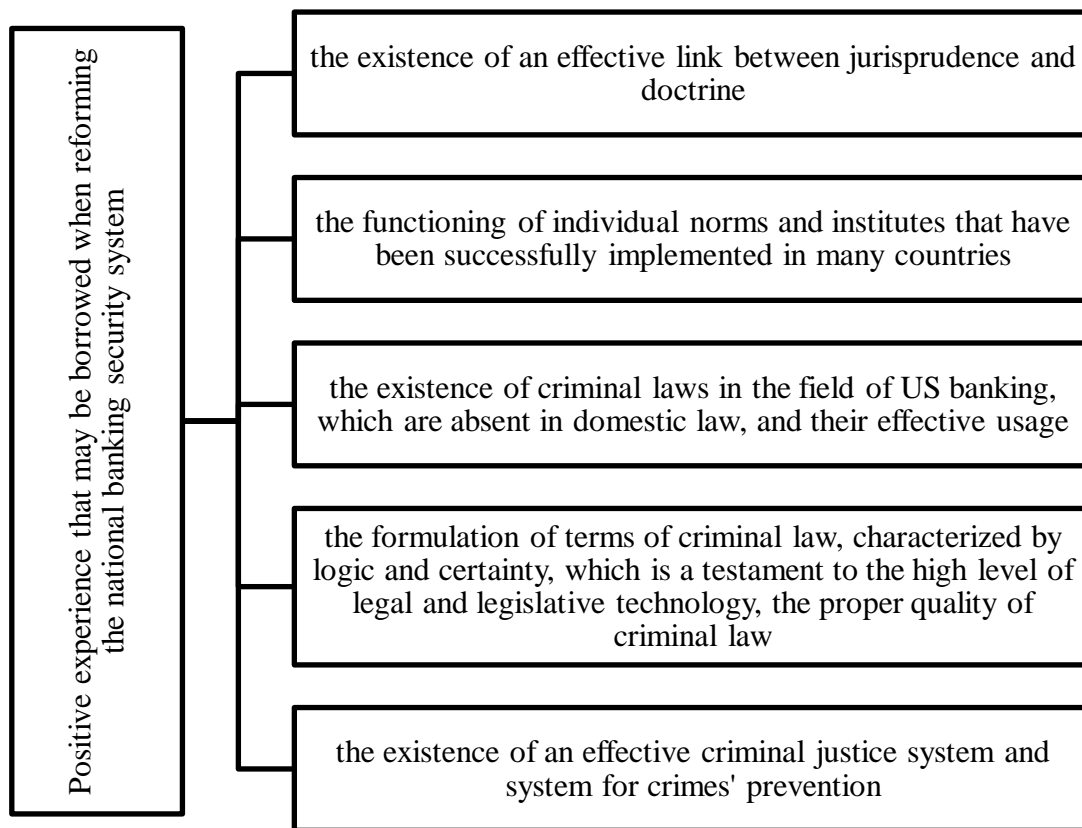 Positive experience that may be borrowed when reforming
the national banking security system
the existence of an effective link between jurisprudence and
doctrine
the functioning of individual norms and institutes that have
been successfully implemented in many countries
the existence of criminal laws in the field of US banking,
which are absent in domestic law, and their effective usage
the formulation of terms of criminal law, characterized by
logic and certainty, which is a testament to the high level of
legal and legislative technology, the proper quality of
criminal law
the existence of an effective criminal justice system and
system for crimes' prevention